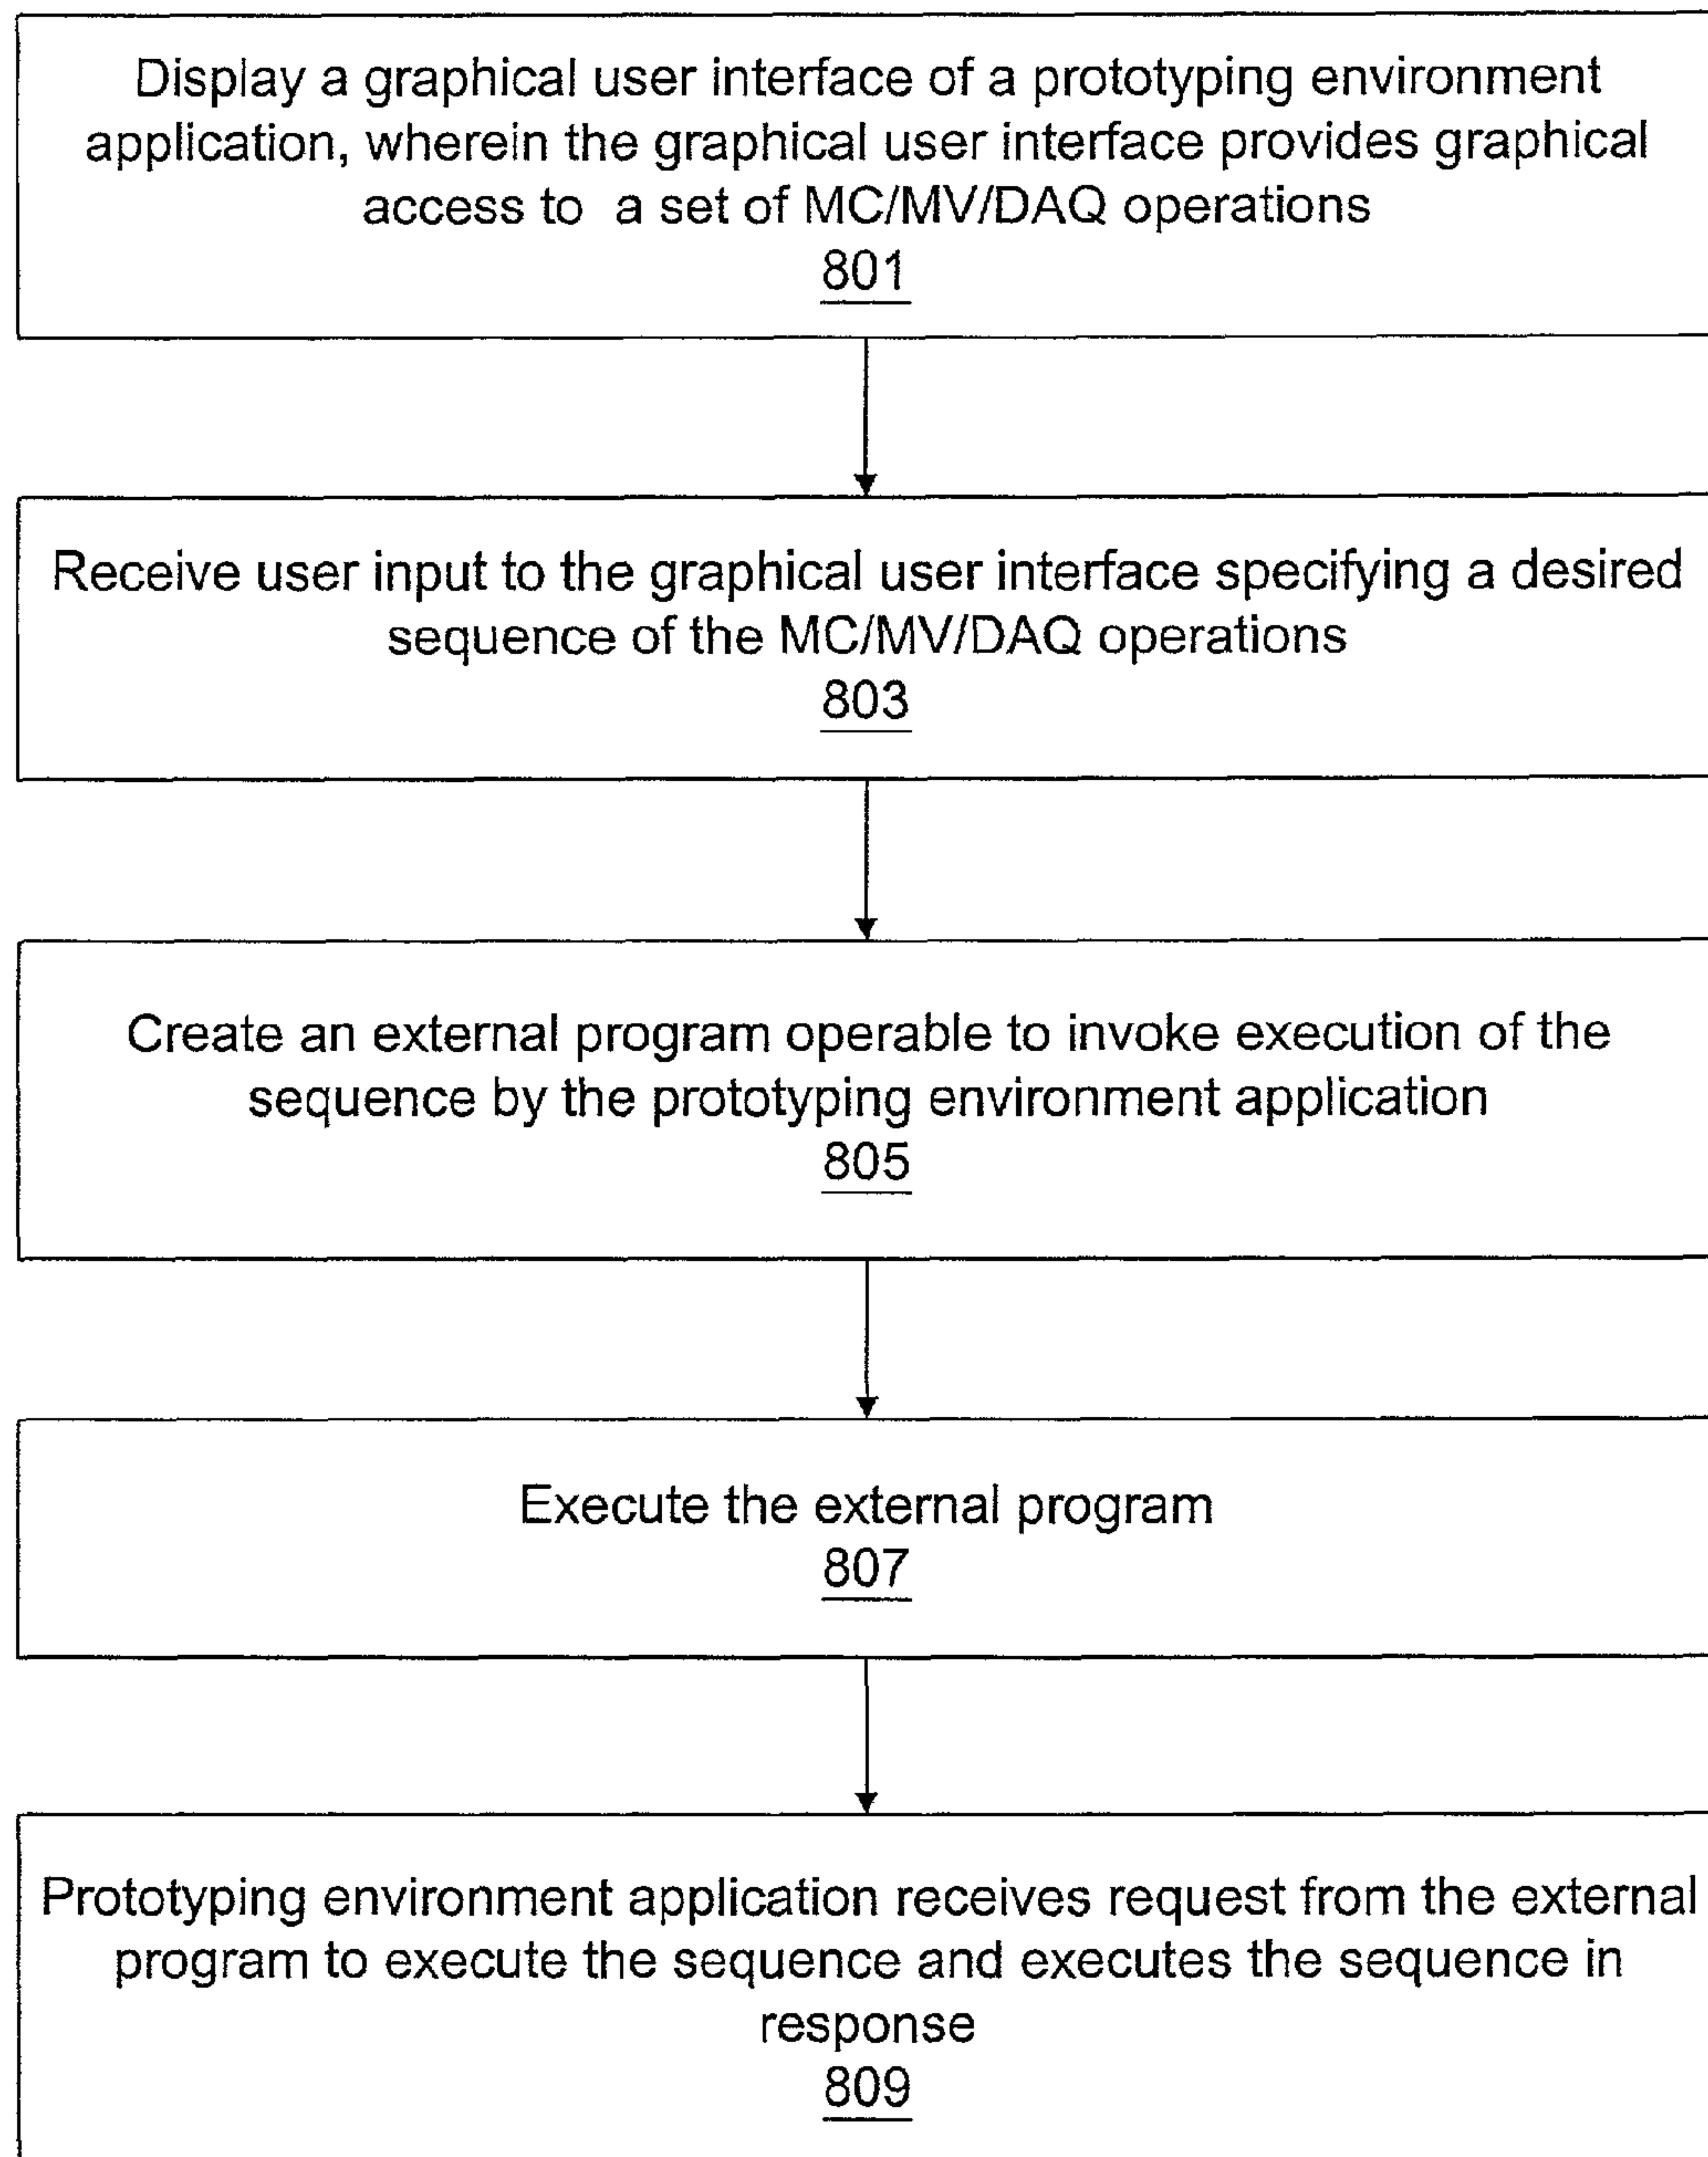 Display a graphical user interface of a prototyping environment
application, wherein the graphical user interface provides graphical
access to a set of MC/MV/DAQ operations
801
Receive user input to the graphical user interface specifying a desired
sequence of the MC/MV/DAQ operations
803
Create an external program operable to invoke execution of the
sequence by the prototyping environment application
805
Execute the external program
807
Prototyping environment application receives request from the external
program to execute the sequence and executes the sequence in
response
809